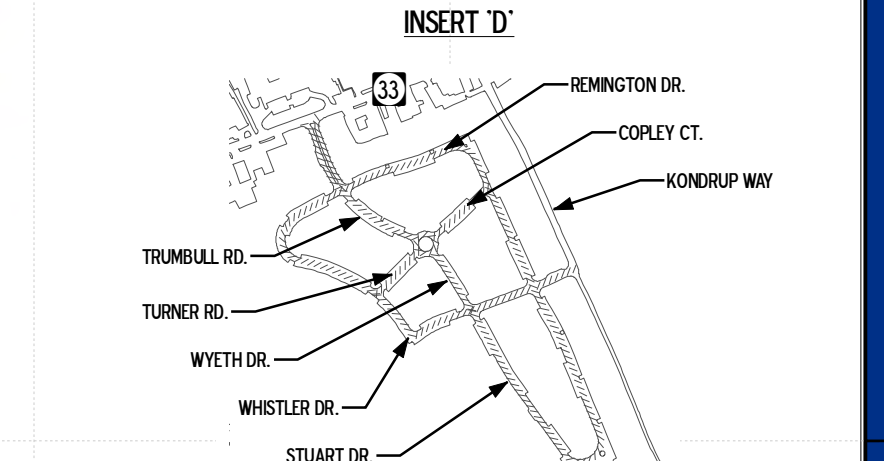 INSERT 'D'
33
REMINGTON DR.
COPLEY CT.
KONDRUP WAY
TRUMBULL RD.
TURNER RD.
WYETH DR.
WHISTLER DR.
STUART DR.